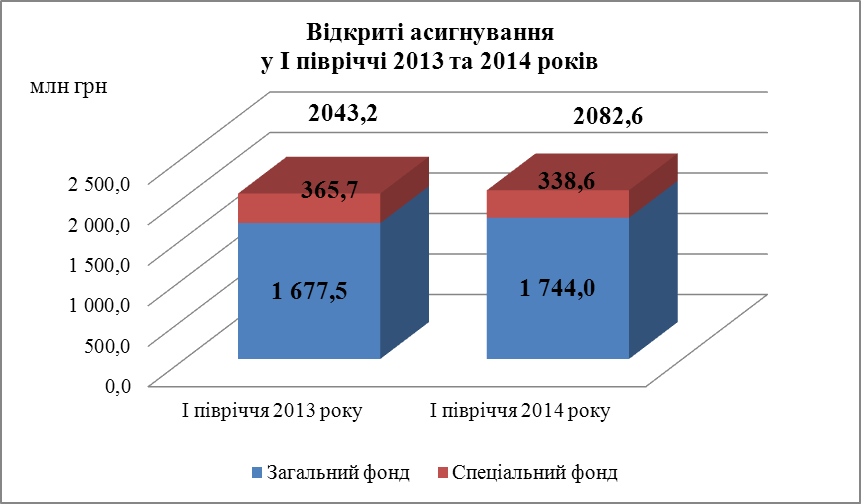 Відкриті асигнування
у І півріччі 2013 та 2014 років
млн грн
2043,2
2082,6
2 500,0
2 000,0
1 500,0
1 000,0
500,0
0,0
365,7
338,6
1 677,5
1 744,0
І півріччя 2013 року
І півріччя 2014 року
Загальний фонд
Спеціальний фонд